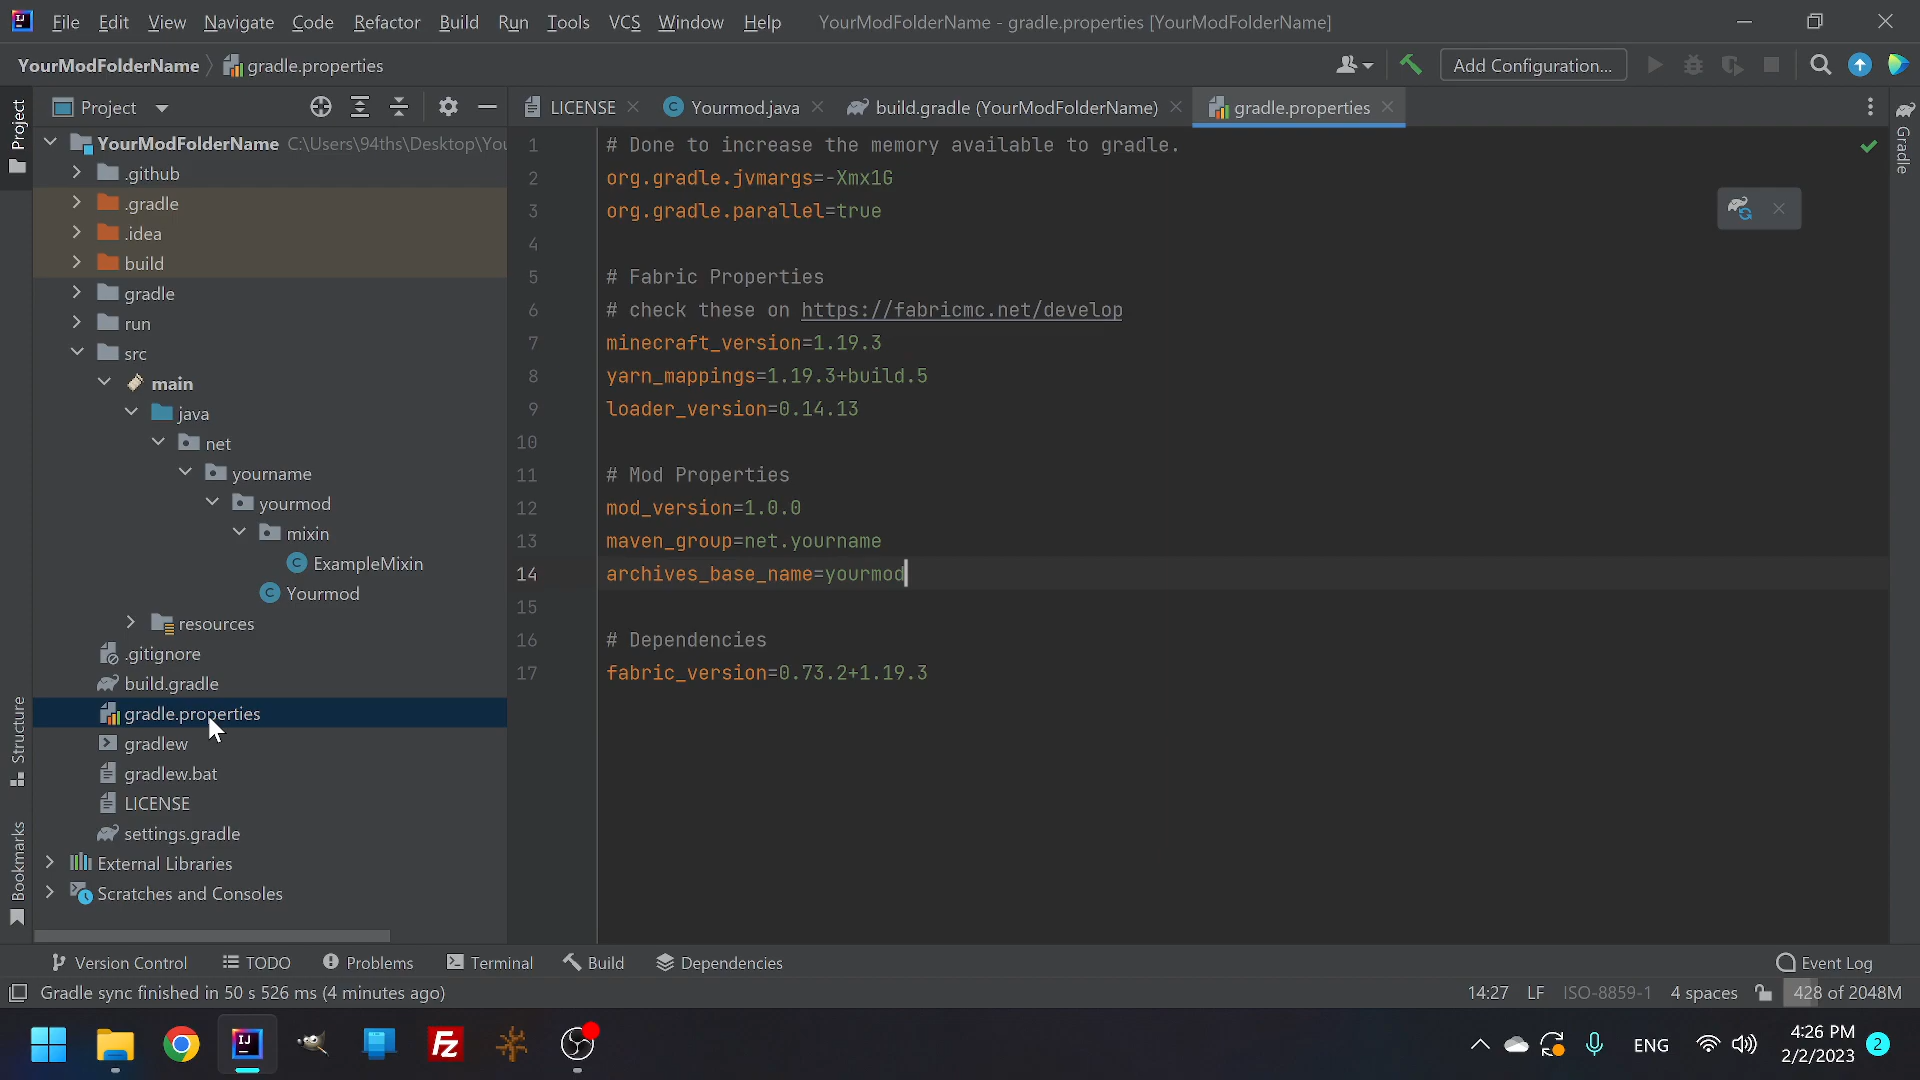 File Edit View Navigate Code Refactor Build Run Tools VCS Window Help YourModFolderName - gradle.properties [YourModFolderName]
YourModFolderName gradle.properties Add Configuration...
Project
Project
LICENSE
Yourmod.java
build.gradle (YourModFolderName)
gradle.properties
Gradle
YourModFolderName C:\Users\94ths\Desktop\You
.github
.gradle
.idea
build
gradle
run
src
main
java
net
yourname
yourmod
mixin
ExampleMixin
Yourmod
resources
.gitignore
build.gradle
gradle.properties
gradlew
gradlew.bat
LICENSE
settings.gradle
External Libraries
Scratches and Consoles
Structure
Bookmarks
1 # Done to increase the memory available to gradle.
2 org.gradle.jvmargs=-Xmx1G
3 org.gradle.parallel=true
4
5 # Fabric Properties
6 # check these on https://fabricmc.net/develop
7 minecraft_version=1.19.3
8 yarn_mappings=1.19.3+build.5
9 loader_version=0.14.13
10
11 # Mod Properties
12 mod_version=1.0.0
13 maven_group=net.yourname
14 archives_base_name=yourmod
15
16 # Dependencies
17 fabric_version=0.73.2+1.19.3
Version Control TODO Problems Terminal Build Dependencies Event Log
Gradle sync finished in 50 s 526 ms (4 minutes ago) 14:27 LF ISO-8859-1 4 spaces 428 of 2048M
IJ
Fz
ENG
4:26 PM
2/2/2023
2